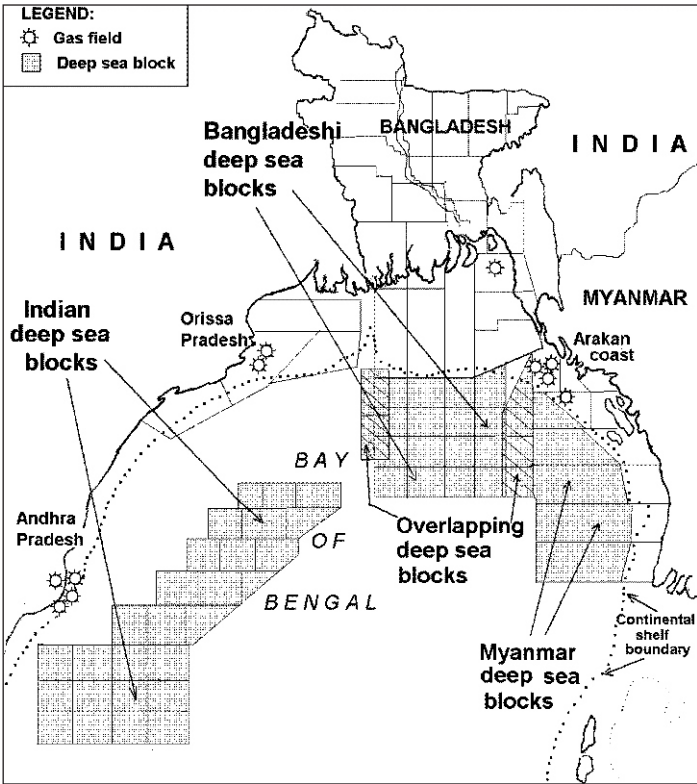 LEGEND:
Gas field
Deep sea block
Bangladeshi
deep sea
blocks
BANGLADESH
INDIA
INDIA
MYANMAR
Indian
deep sea
blocks
Orissa
Pradesh
Arakan
coast
BAY
OF
BENGAL
Andhra
Pradesh
Overlapping
deep sea
blocks
Continental
shelf
boundary
Myanmar
deep sea
blocks